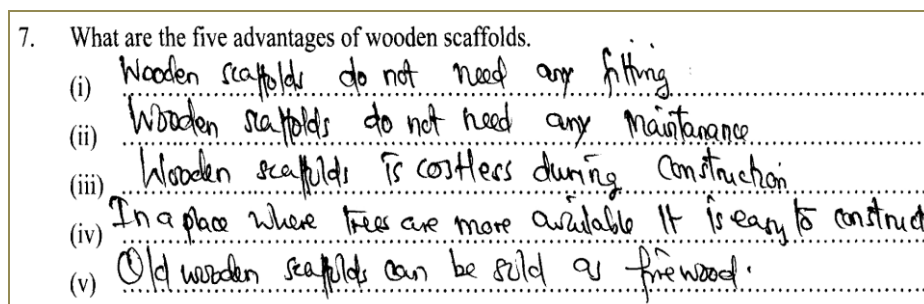 7. What are the five advantages of wooden scaffolds.
(i) Wooden scaffolds do not need any fitting
(ii) Wooden scaffolds do not need any maintanance
(iii) Wooden scaffolds is costless during construction
(iv) In a place where trees are more available It is easy to construct
(v) Old wooden scaffolds can be sold as firewood.